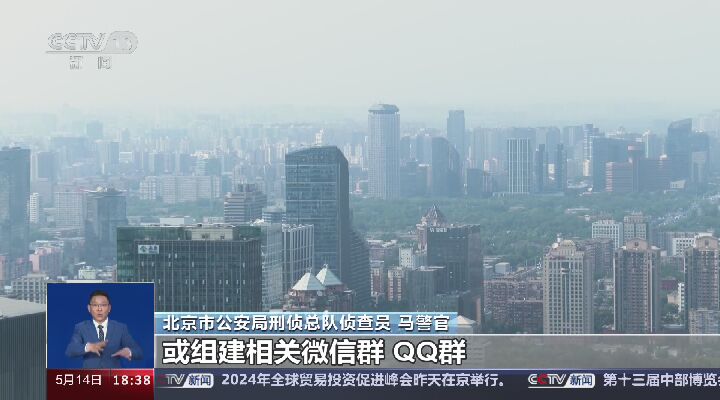 CCTV 13
新闻
北京市公安局刑侦总队侦查员 马警官
或组建相关微信群 QQ群
5月14日 18:38 CCTV新闻 2024年全球贸易投资促进峰会昨天在京举行。 CCTV新闻 第十三届中部博览会